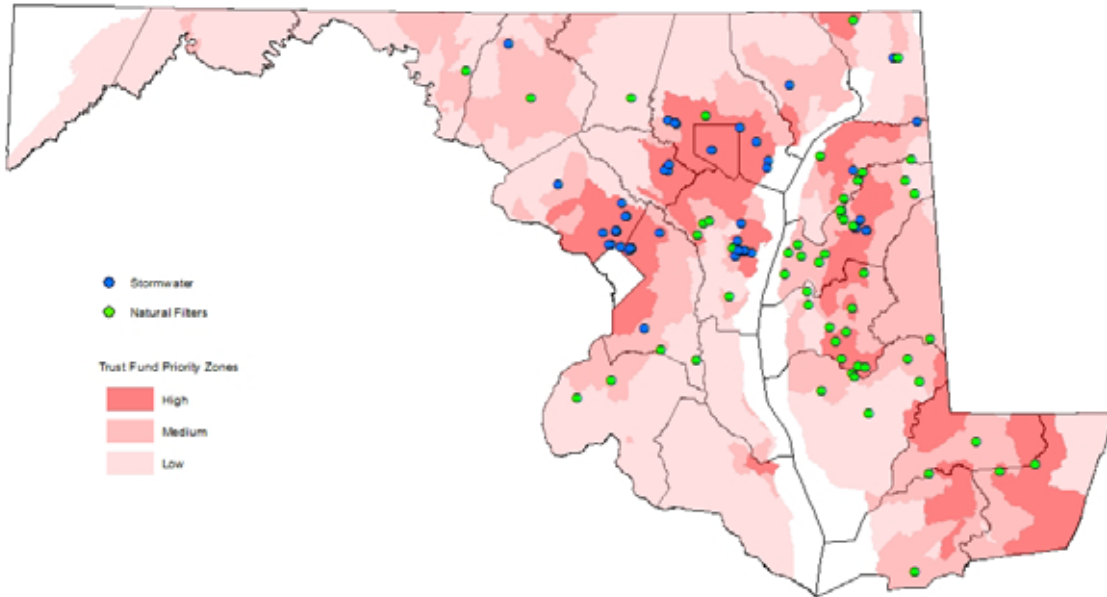 Stormwater
Natural Filters
Trust Fund Priority Zones
High
Medium
Low